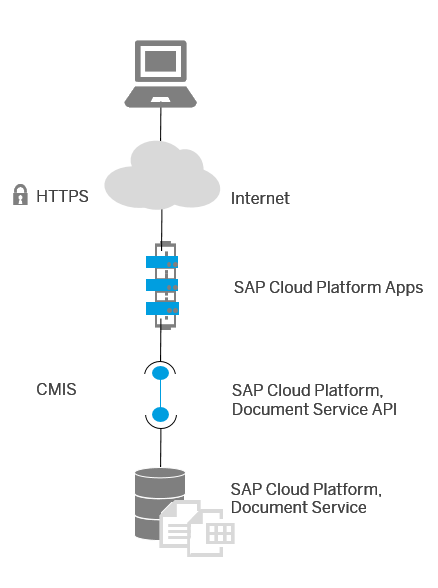 HTTPS
Internet
SAP Cloud Platform Apps
CMIS
SAP Cloud Platform,
Document Service API
SAP Cloud Platform,
Document Service